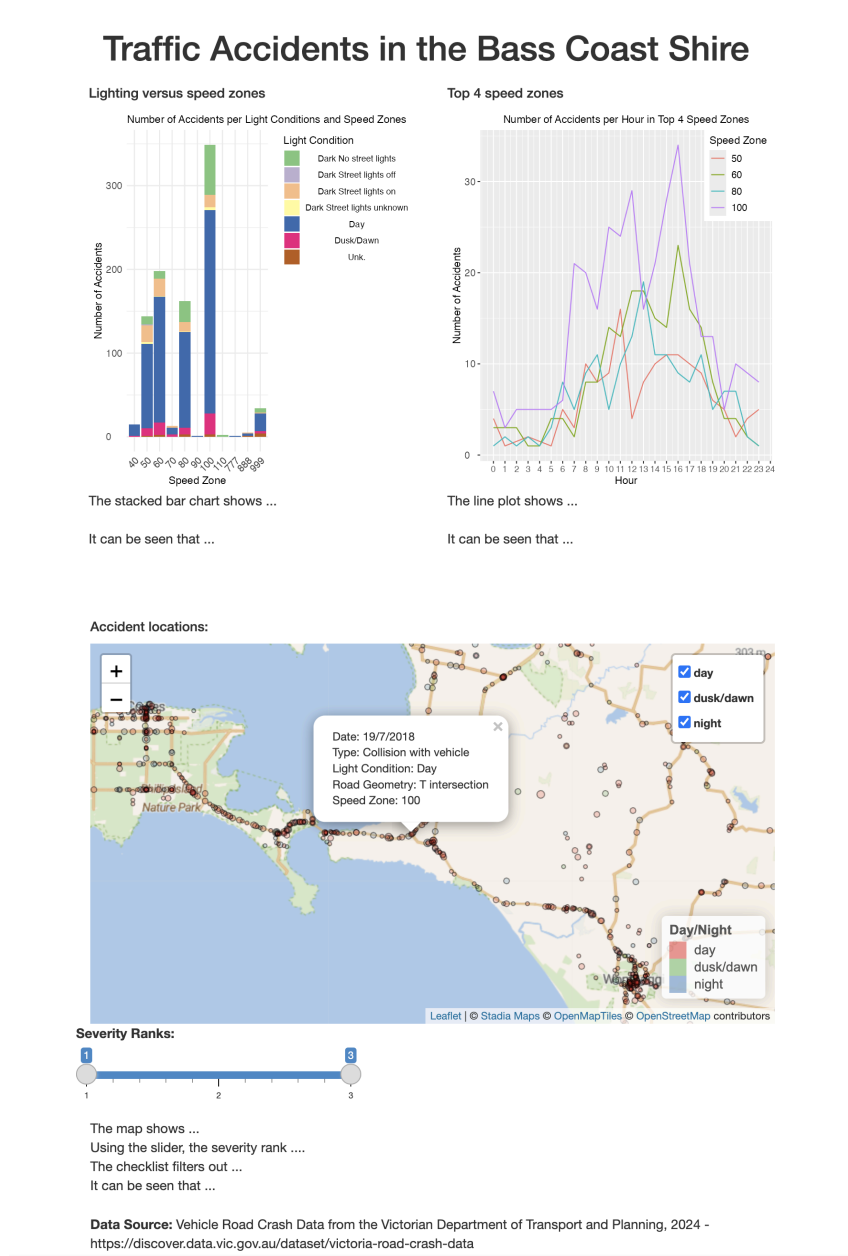 Traffic Accidents in the Bass Coast Shire
Lighting versus speed zones
Number of Accidents per Light Conditions and Speed Zones
Number of Accidents
300
200
100
0
40 50 60 70 80 90 100 110 777 888 999
Speed Zone
Light Condition
Dark No street lights
Dark Street lights off
Dark Street lights on
Dark Street lights unknown
Day
Dusk/Dawn
Unk.
The stacked bar chart shows ...
It can be seen that ...
Top 4 speed zones
Number of Accidents per Hour in Top 4 Speed Zones
Number of Accidents
30
20
10
0
0 1 2 3 4 5 6 7 8 9 10 11 12 13 14 15 16 17 18 19 20 21 22 23 24
Hour
Speed Zone
50
60
80
100
The line plot shows ...
It can be seen that ...
Accident locations:
+
−
303 m
day
dusk/dawn
night
×
Date: 19/7/2018
Type: Collision with vehicle
Light Condition: Day
Road Geometry: T intersection
Speed Zone: 100
Nature Park
Day/Night
day
dusk/dawn
night
Leaflet | © Stadia Maps © OpenMapTiles © OpenStreetMap contributors
Severity Ranks:
1 3
1 2 3
The map shows ...
Using the slider, the severity rank ....
The checklist filters out ...
It can be seen that ...
Data Source: Vehicle Road Crash Data from the Victorian Department of Transport and Planning, 2024 -
https://discover.data.vic.gov.au/dataset/victoria-road-crash-data